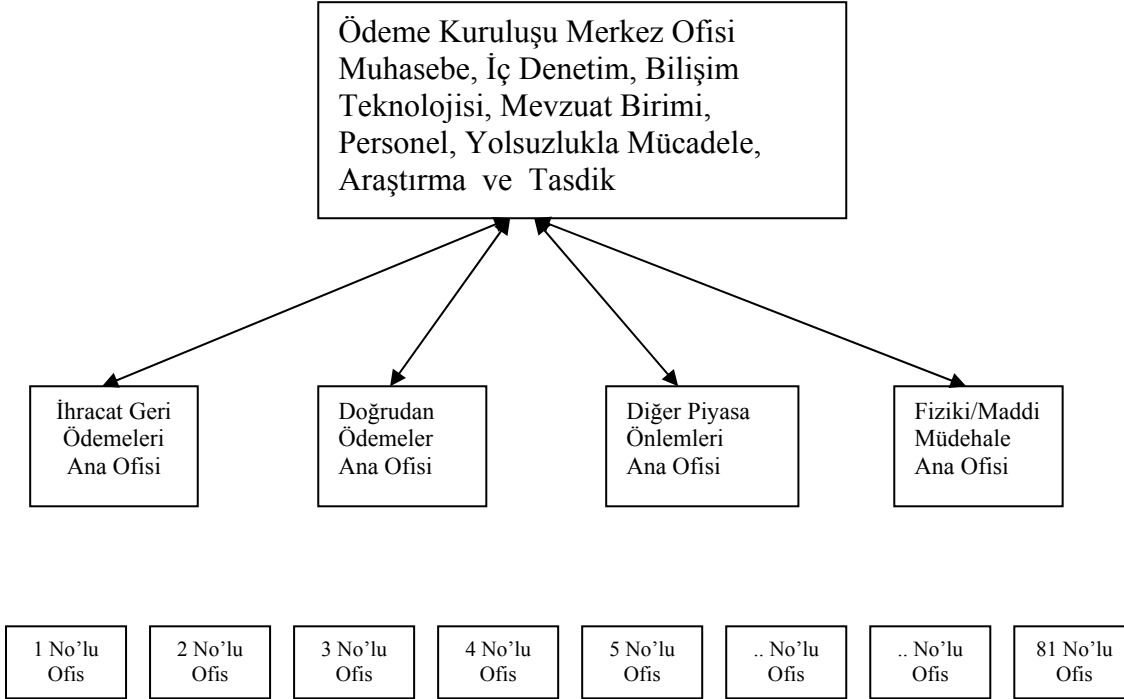 Ödeme Kuruluşu Merkez Ofisi
Muhasebe, İç Denetim, Bilişim
Teknolojisi, Mevzuat Birimi,
Personel, Yolsuzlukla Mücadele,
Araştırma ve Tasdik
İhracat Geri
Ödemeleri
Ana Ofisi
Doğrudan
Ödemeler
Ana Ofisi
Diğer Piyasa
Önlemleri
Ana Ofisi
Fiziki/Maddi
Müdehale
Ana Ofisi
1 No’lu
Ofis
2 No’lu
Ofis
3 No’lu
Ofis
4 No’lu
Ofis
5 No’lu
Ofis
.. No’lu
Ofis
.. No’lu
Ofis
81 No’lu
Ofis